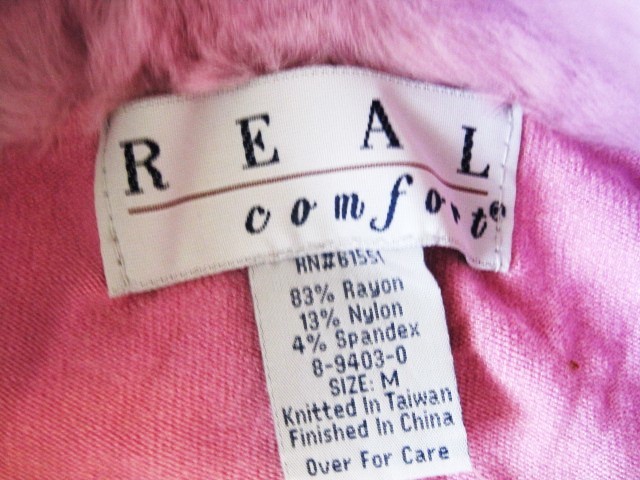 REAL
comfort®
RN#61551
83% Rayon
13% Nylon
4% Spandex
8-9403-0
SIZE: M
Knitted In Taiwan
Finished In China
Over For Care